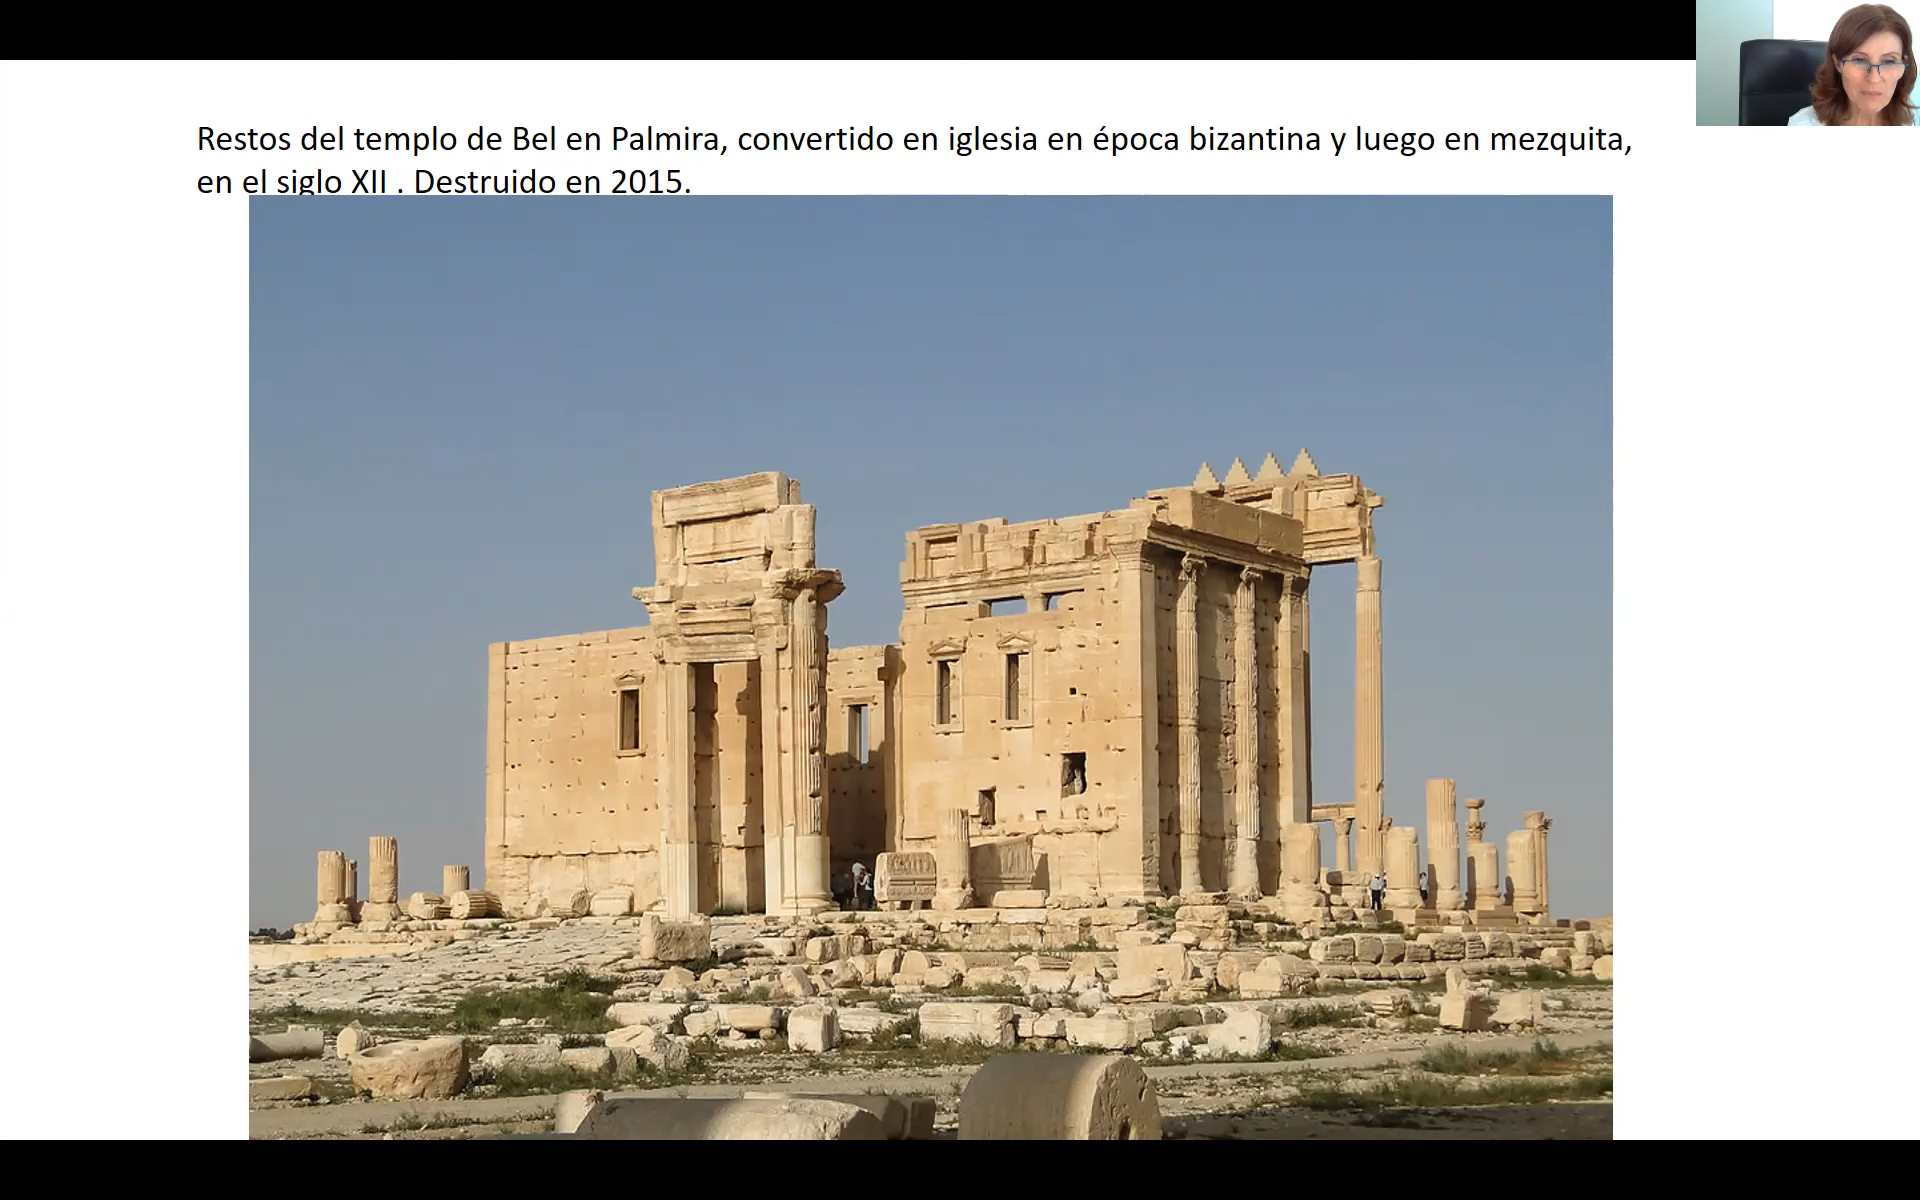 Restos del templo de Bel en Palmira, convertido en iglesia en época bizantina y luego en mezquita,
en el siglo XII . Destruido en 2015.